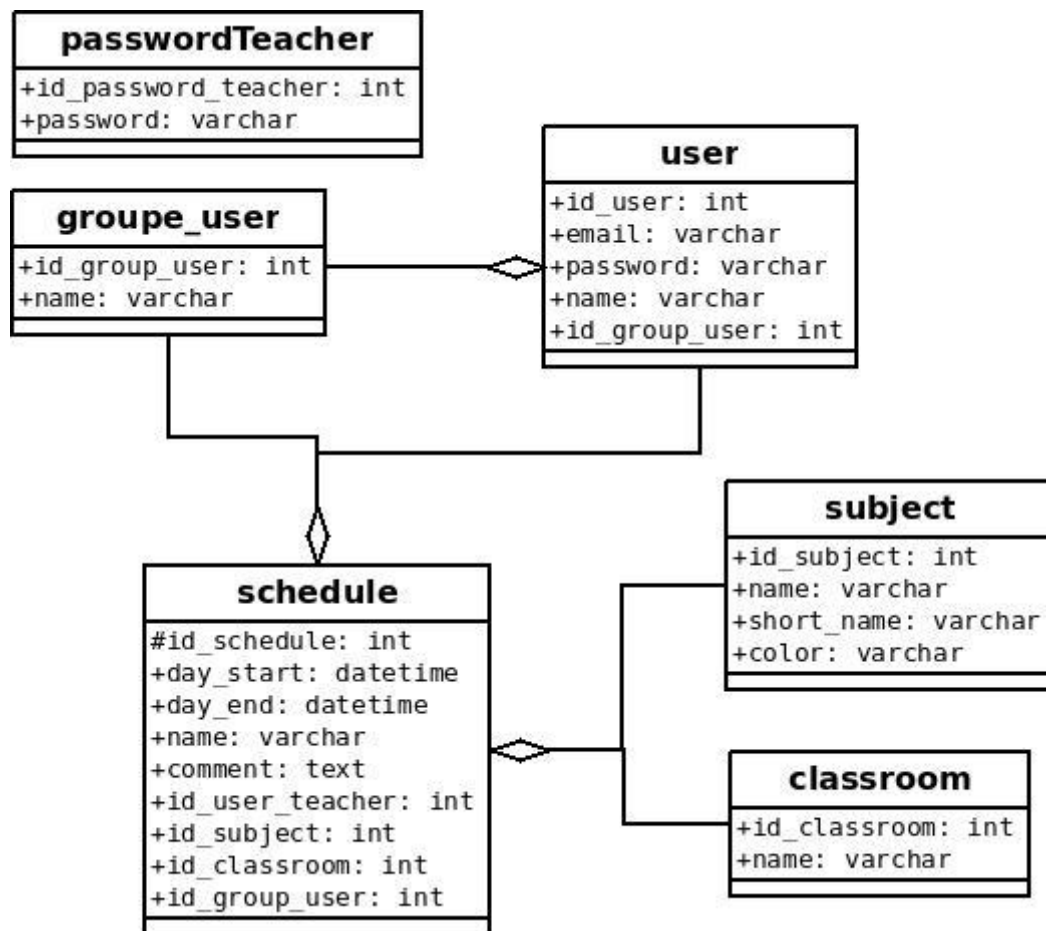 passwordTeacher
+id_password_teacher: int
+password: varchar
user
+id_user: int
+email: varchar
+password: varchar
+name: varchar
+id_group_user: int
groupe_user
+id_group_user: int
+name: varchar
subject
+id_subject: int
+name: varchar
+short_name: varchar
+color: varchar
schedule
#id_schedule: int
+day_start: datetime
+day_end: datetime
+name: varchar
+comment: text
+id_user_teacher: int
+id_subject: int
+id_classroom: int
+id_group_user: int
classroom
+id_classroom: int
+name: varchar